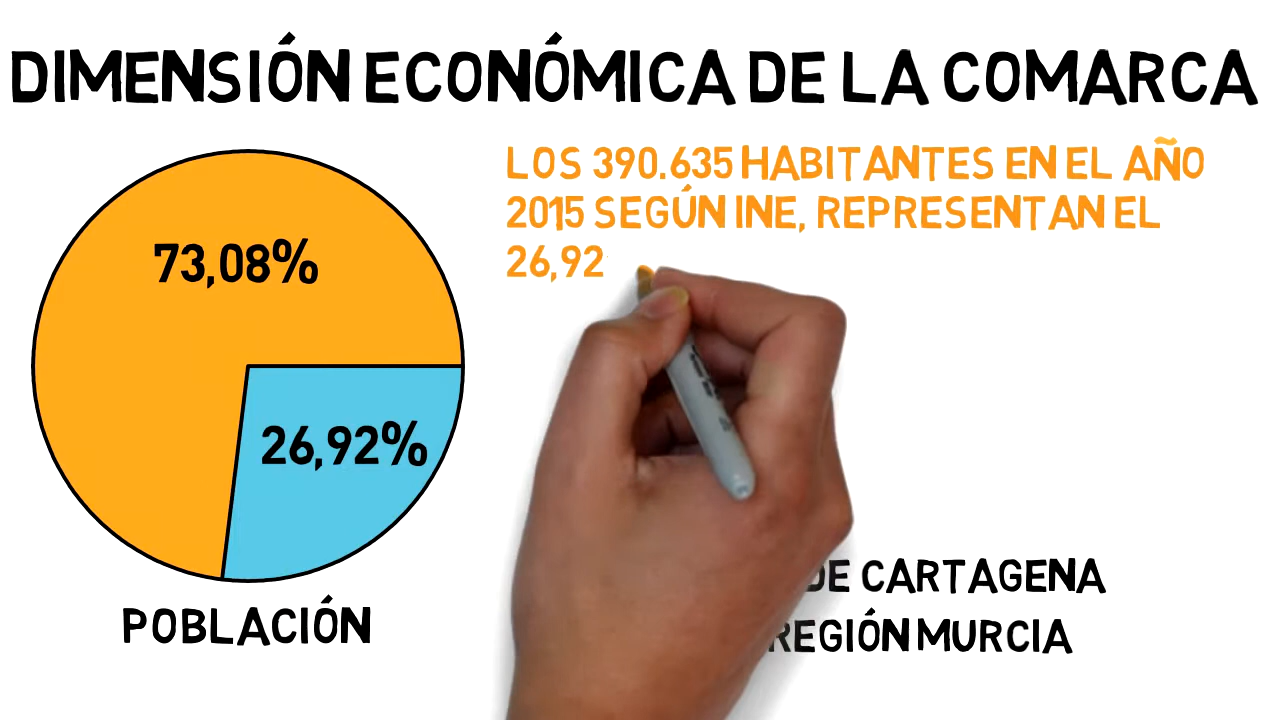 DIMENSIÓN ECONÓMICA DE LA COMARCA
LOS 390.635 HABITANTES EN EL AÑO
2015 SEGÚN INE, REPRESENTAN EL
26,92
73,08%
26,92%
POBLACIÓN
DE CARTAGENA
REGIÓN MURCIA